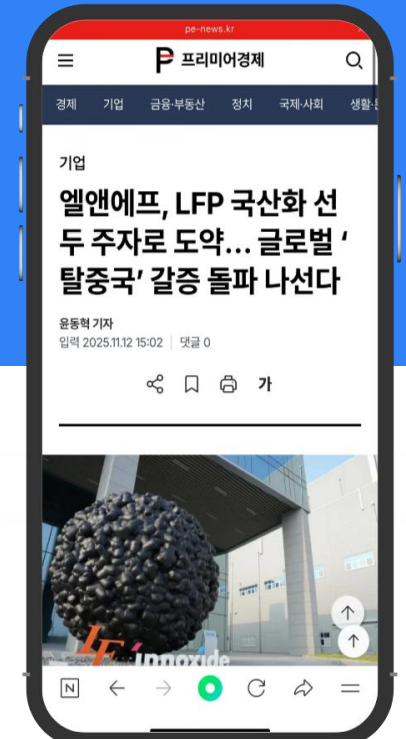 pe-news.kr
프리미어경제
경제 기업 금융·부동산 정치 국제·사회 생활·
기업
엘앤에프, LFP 국산화 선
두 주자로 도약… 글로벌 ‘
탈중국’ 갈증 돌파 나선다
윤동혁 기자
입력 2025.11.12 15:02 | 댓글 0
가
LF innoxide
N